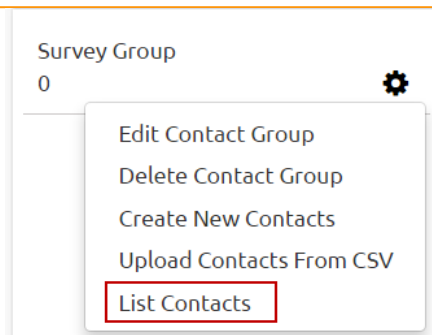 Survey Group
0
Edit Contact Group
Delete Contact Group
Create New Contacts
Upload Contacts From CSV
List Contacts